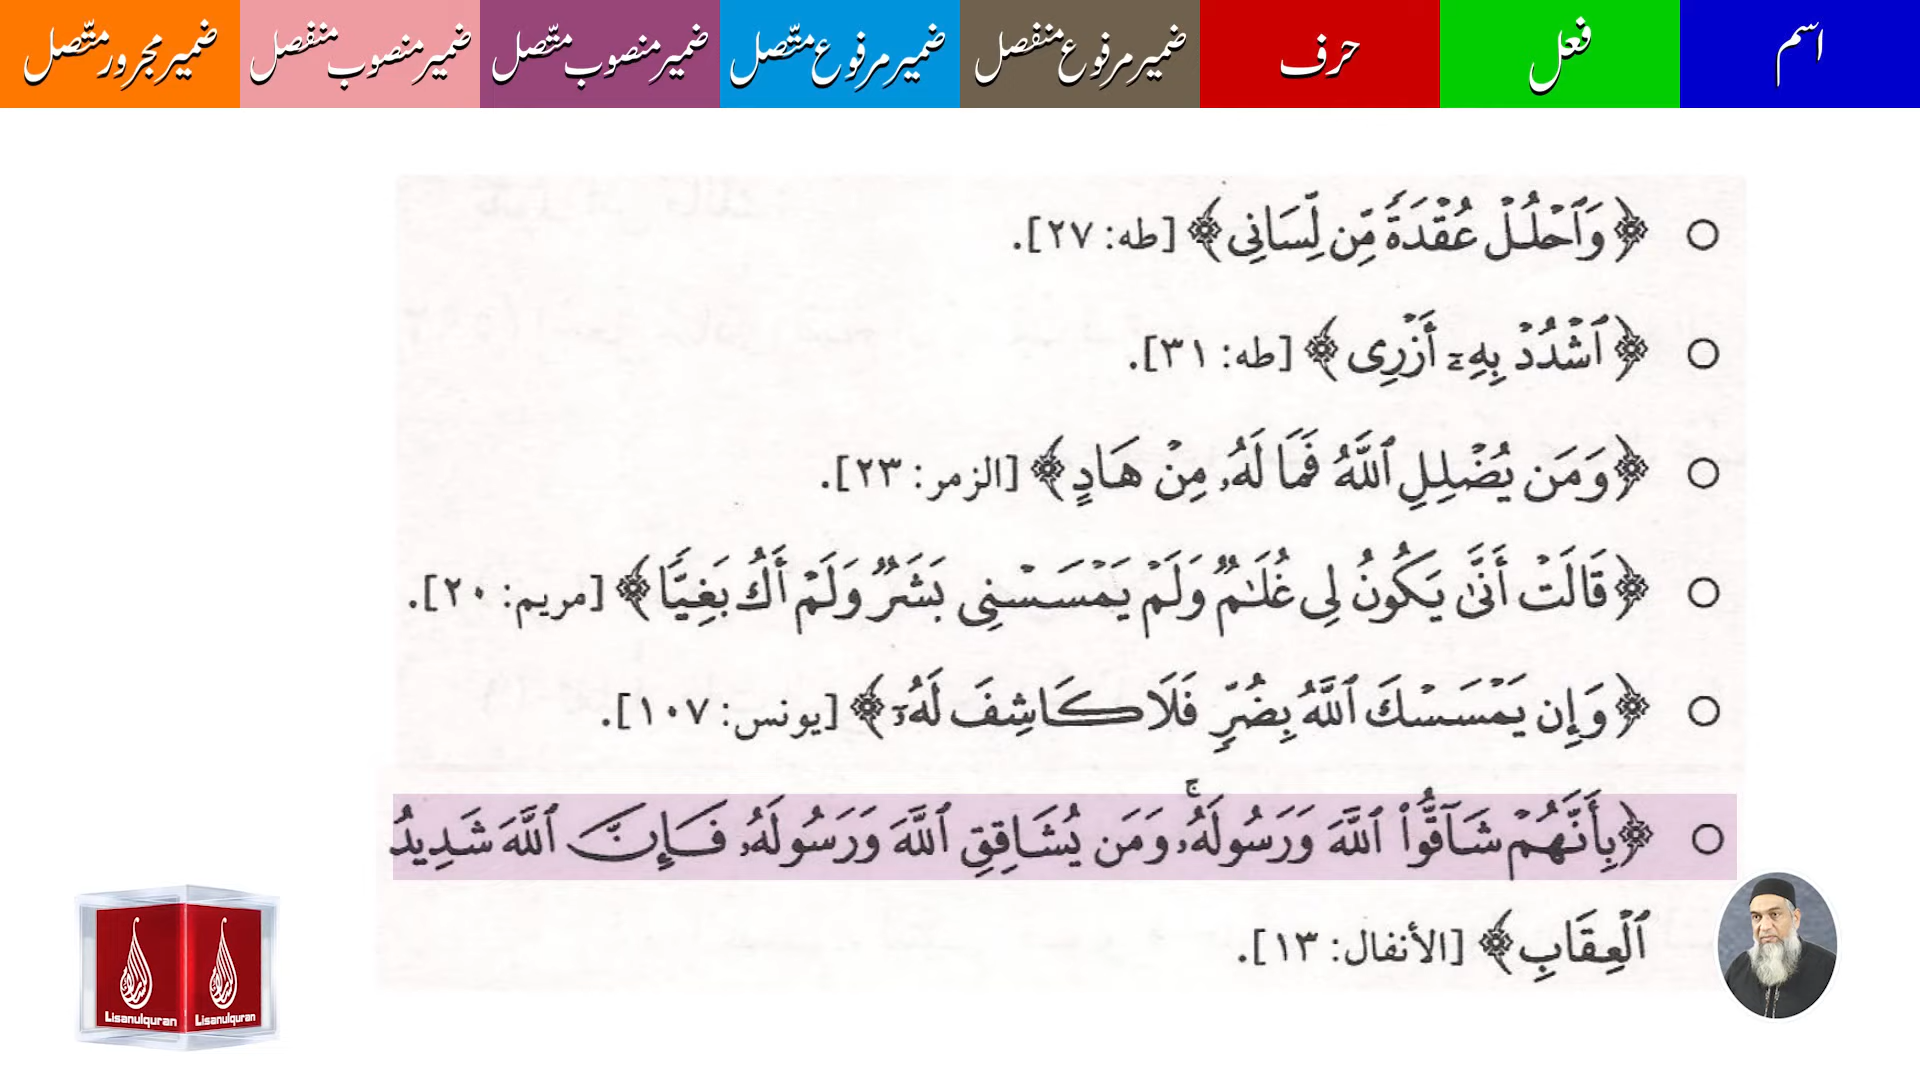 اسم فعل حرف ضمیر مرفوع منفصل ضمیر مرفوع متّصل ضمیر منصوب متّصل ضمیر منصوب منفصل ضمیر مجرور متّصل
○ ﴿وَٱحۡلُلۡ عُقۡدَةٗ مِّن لِّسَانِي﴾ [طه: ٢٧].
○ ﴿ٱشۡدُدۡ بِهِۦٓ أَزۡرِي﴾ [طه: ٣١].
○ ﴿وَمَن يُضۡلِلِ ٱللَّهُ فَمَا لَهُۥ مِنۡ هَادٍ﴾ [الزمر: ٢٣].
○ ﴿قَالَتۡ أَنَّىٰ يَكُونُ لِي غُلَٰمٞ وَلَمۡ يَمۡسَسۡنِي بَشَرٞ وَلَمۡ أَكُ بَغِيّٗا﴾ [مريم: ٢٠].
○ ﴿وَإِن يَمۡسَسۡكَ ٱللَّهُ بِضُرّٖ فَلَا كَاشِفَ لَهُۥٓ﴾ [يونس: ١٠٧].
○ ﴿بِأَنَّهُمۡ شَآقُّواْ ٱللَّهَ وَرَسُولَهُۥۚ وَمَن يُشَاقِقِ ٱللَّهَ وَرَسُولَهُۥ فَإِنَّ ٱللَّهَ شَدِيدُ
ٱلۡعِقَابِ﴾ [الأنفال: ١٣].
Lisanulquran Lisanulquran